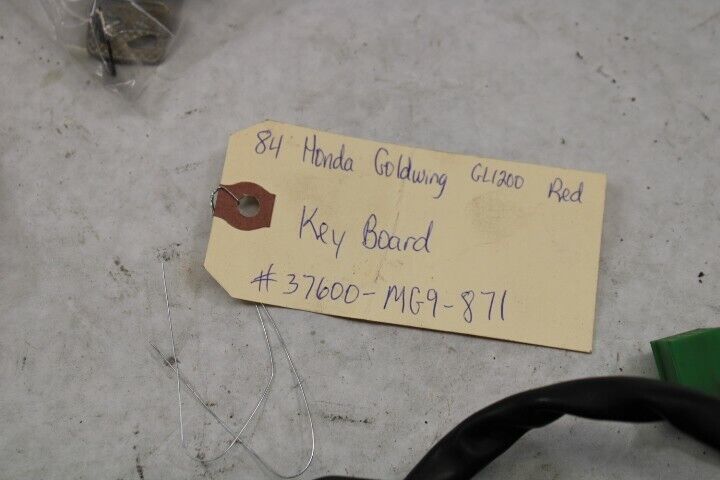 84 Honda Goldwing GL1200 Red
Key Board
#37600-MG9-871